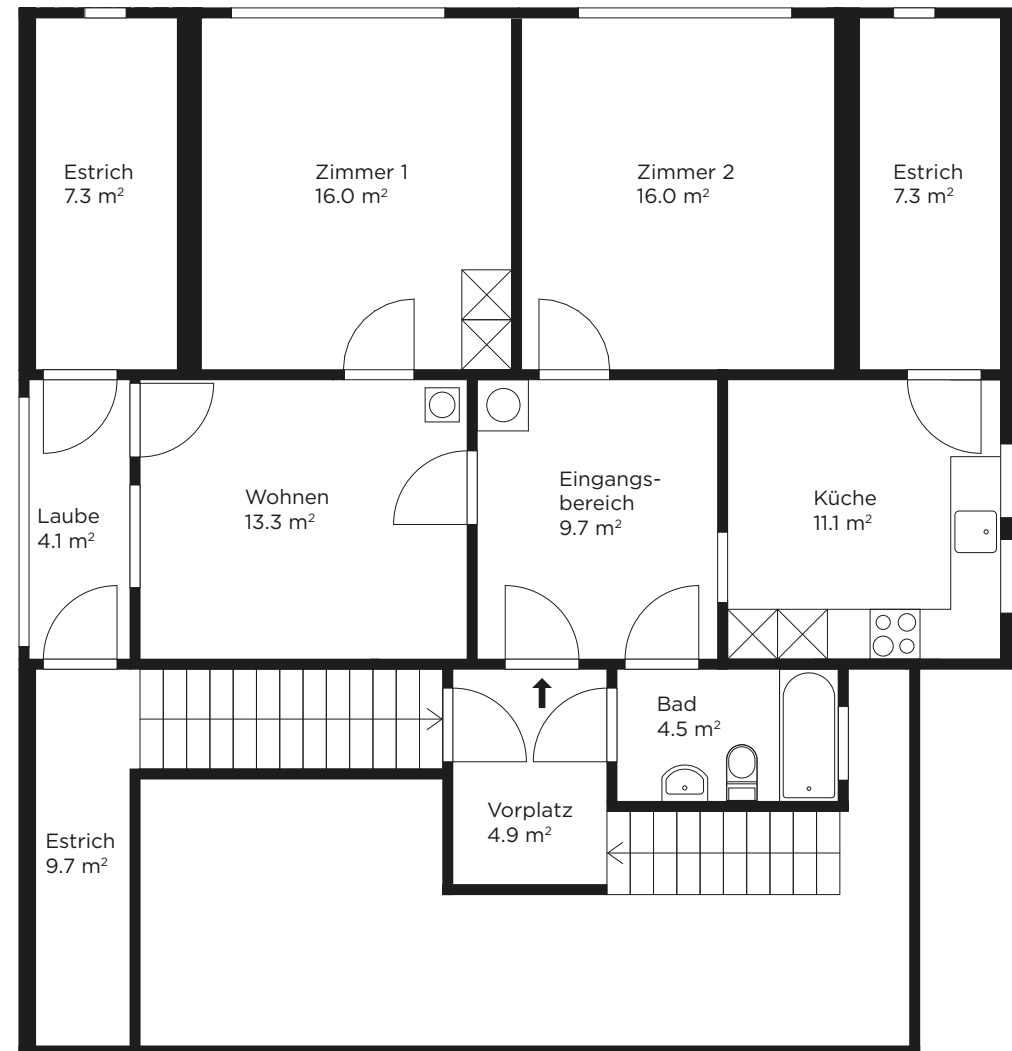 Estrich
7.3 m²
Zimmer 1
16.0 m²
Zimmer 2
16.0 m²
Estrich
7.3 m²
Laube
4.1 m²
Wohnen
13.3 m²
Eingangs-
bereich
9.7 m²
Küche
11.1 m²
Bad
4.5 m²
Vorplatz
4.9 m²
Estrich
9.7 m²